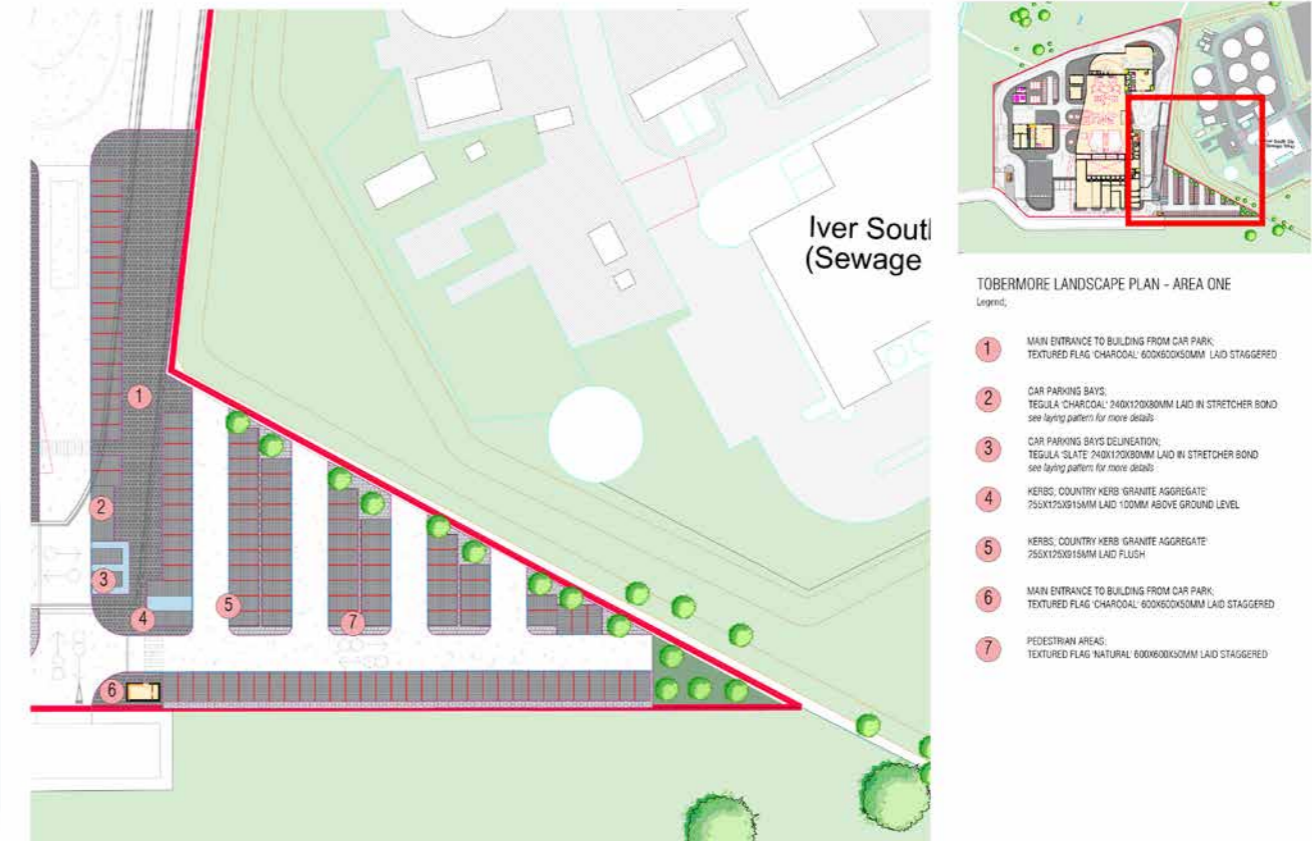 Iver South
(Sewage
TOBERMORE LANDSCAPE PLAN - AREA ONE
Legend;
1
MAIN ENTRANCE TO BUILDING FROM CAR PARK;
TEXTURED FLAG 'CHARCOAL' 600X600X50MM LAID STAGGERED
2
CAR PARKING BAYS;
TEGULA 'CHARCOAL' 240X120X80MM LAID IN STRETCHER BOND
see laying pattern for more details
3
CAR PARKING BAYS DELINEATION;
TEGULA 'SLATE' 240X120X80MM LAID IN STRETCHER BOND
see laying pattern for more details
4
KERBS, COUNTRY KERB 'GRANITE AGGREGATE'
255X125X915MM LAID 100MM ABOVE GROUND LEVEL
5
KERBS, COUNTRY KERB 'GRANITE AGGREGATE'
255X125X915MM LAID FLUSH
6
MAIN ENTRANCE TO BUILDING FROM CAR PARK;
TEXTURED FLAG 'CHARCOAL' 600X600X50MM LAID STAGGERED
7
PEDESTRIAN AREAS;
TEXTURED FLAG 'NATURAL' 600X600X50MM LAID STAGGERED
1
2
3
4
5
7
6